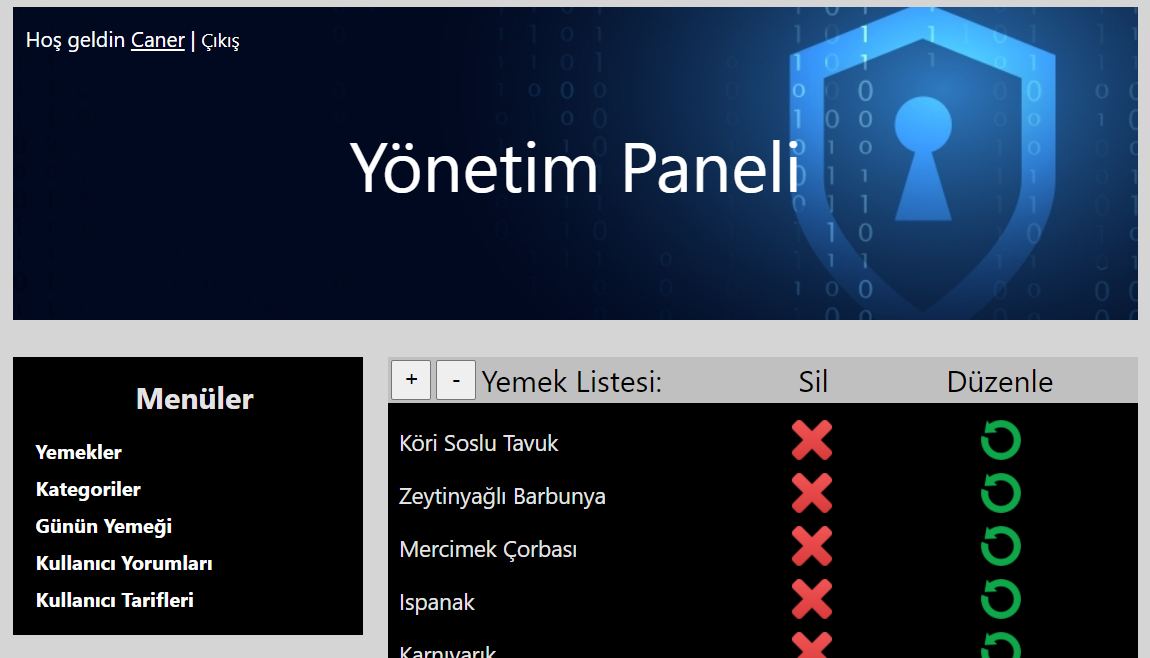 Hoş geldin Caner | Çıkış
Yönetim Paneli
Menüler
Yemekler
Kategoriler
Günün Yemeği
Kullanıcı Yorumları
Kullanıcı Tarifleri
+ - Yemek Listesi: Sil Düzenle
Köri Soslu Tavuk
Zeytinyağlı Barbunya
Mercimek Çorbası
Ispanak
Karnıyarık